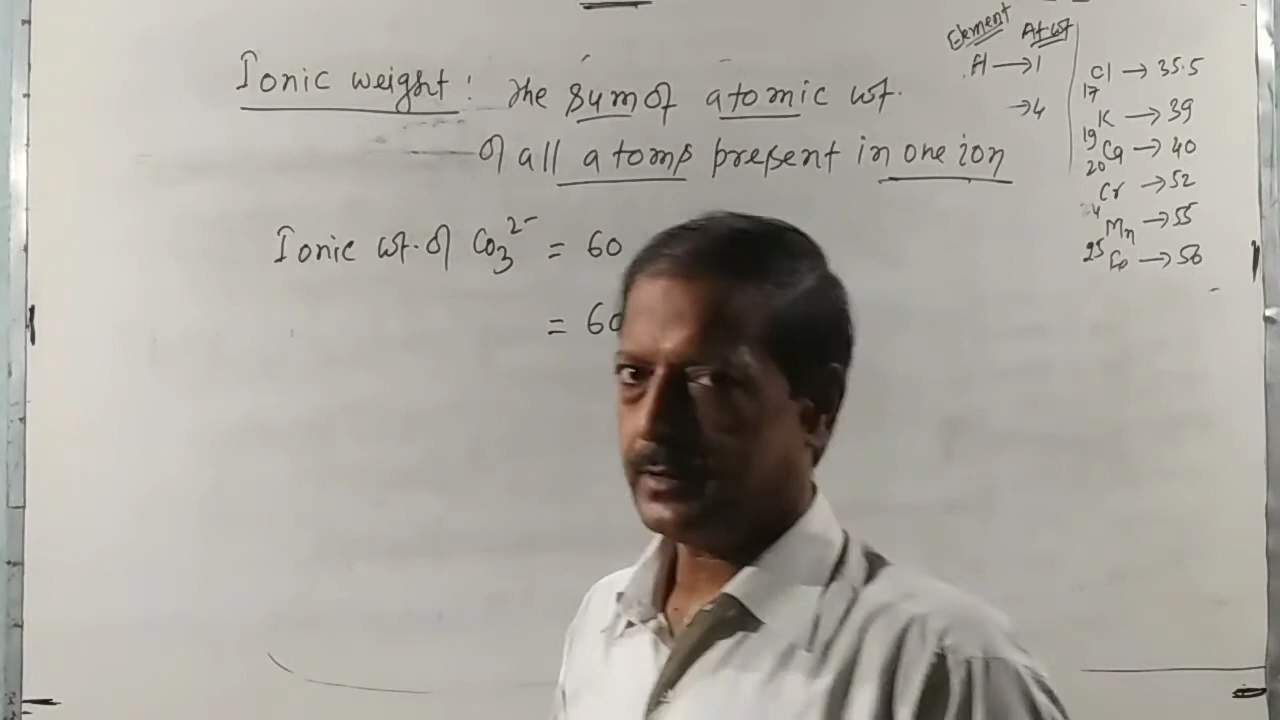 Ionic weight : The sum of atomic wt.
of all atoms present in one ion
Ionic wt. of CO₃²⁻ = 60
= 60
Element At wt
H → 1
→ 4
Cl → 35.5
17
K → 39
19
Ca → 40
20
Cr → 52
Mn → 55
25
Fe → 56